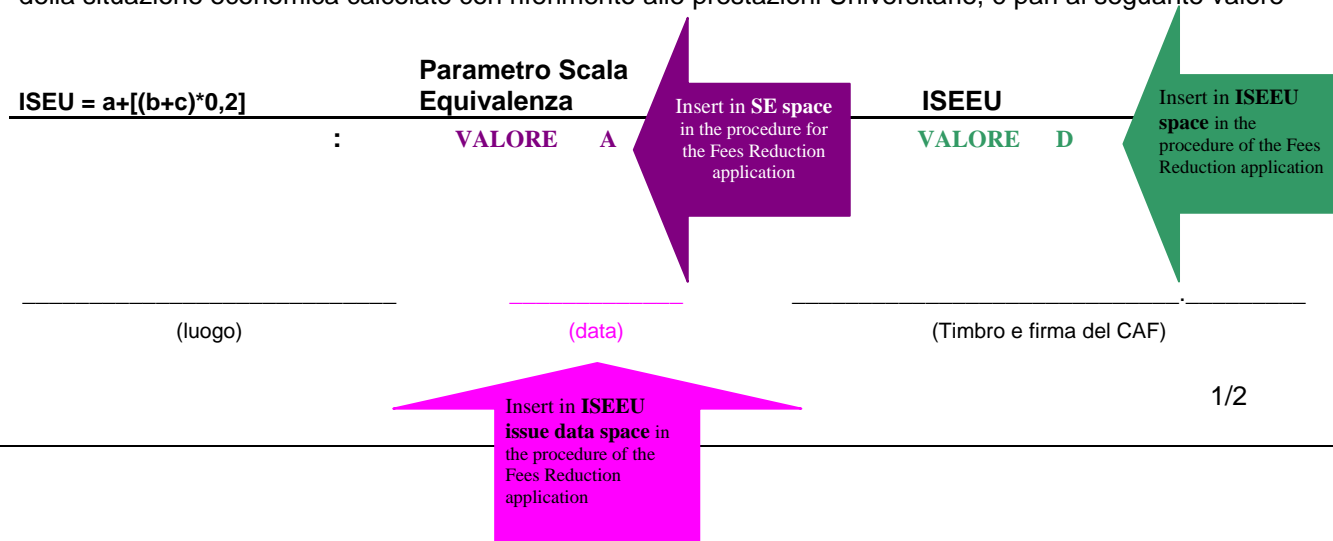 della situazione economica calcolato con riferimento alle prestazioni Universitarie, è pari al seguante valore
Parametro Scala
ISEU = a+[(b+c)*0,2] Equivalenza ISEEU
: VALORE A VALORE D
Insert in SE space
in the procedure for
the Fees Reduction
application
Insert in ISEEU
space in the
procedure of the Fees
Reduction application
(luogo) (data) (Timbro e firma del CAF)
Insert in ISEEU
issue data space in
the procedure of the
Fees Reduction
application
1/2